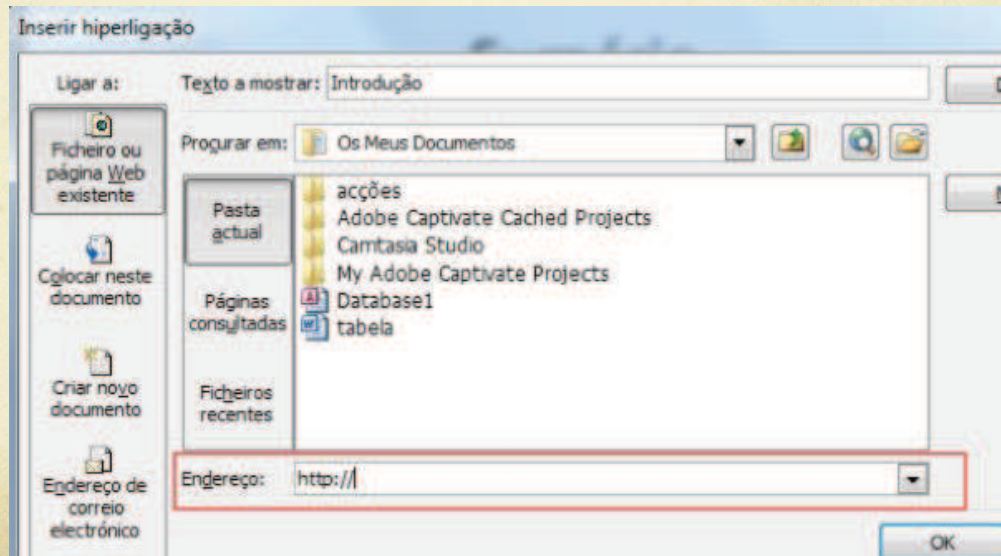 Inserir hiperligação
Ligar a:
Texto a mostrar: Introdução
Ficheiro ou
página Web
existente
Procurar em: Os Meus Documentos
Pasta
actual
acções
Adobe Captivate Cached Projects
Camtasia Studio
My Adobe Captivate Projects
Database1
tabela
Colocar neste
documento
Páginas
consultadas
Criar novo
documento
Ficheiros
recentes
Endereço de
correio
electrónico
Endereço: http://
OK